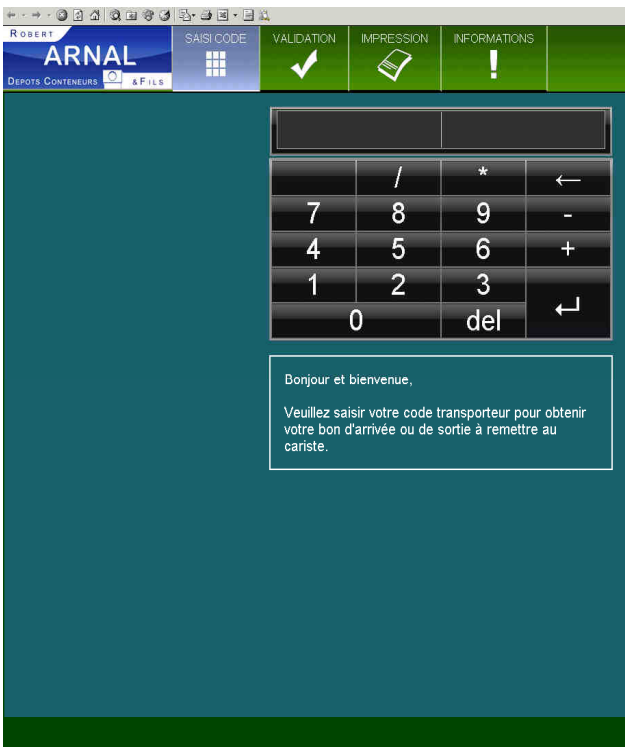 ROBERT
ARNAL
DEPOTS CONTENEURS & FILS
SAISI CODE
VALIDATION
IMPRESSION
INFORMATIONS
!
/ * ←
7 8 9 -
4 5 6 +
1 2 3
0 del ↵
Bonjour et bienvenue,
Veuillez saisir votre code transporteur pour obtenir
votre bon d'arrivée ou de sortie à remettre au
cariste.